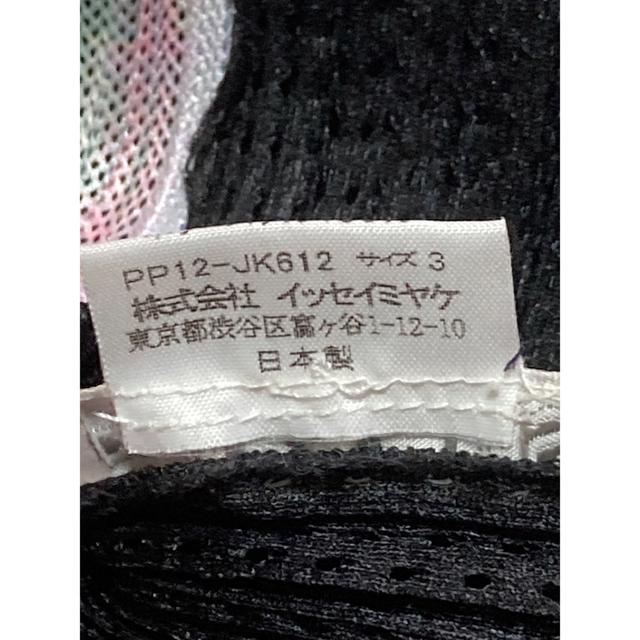 PP12-JK612 サイズ 3
株式会社 イッセイミヤケ
東京都渋谷区富ヶ谷1-12-10
日本製